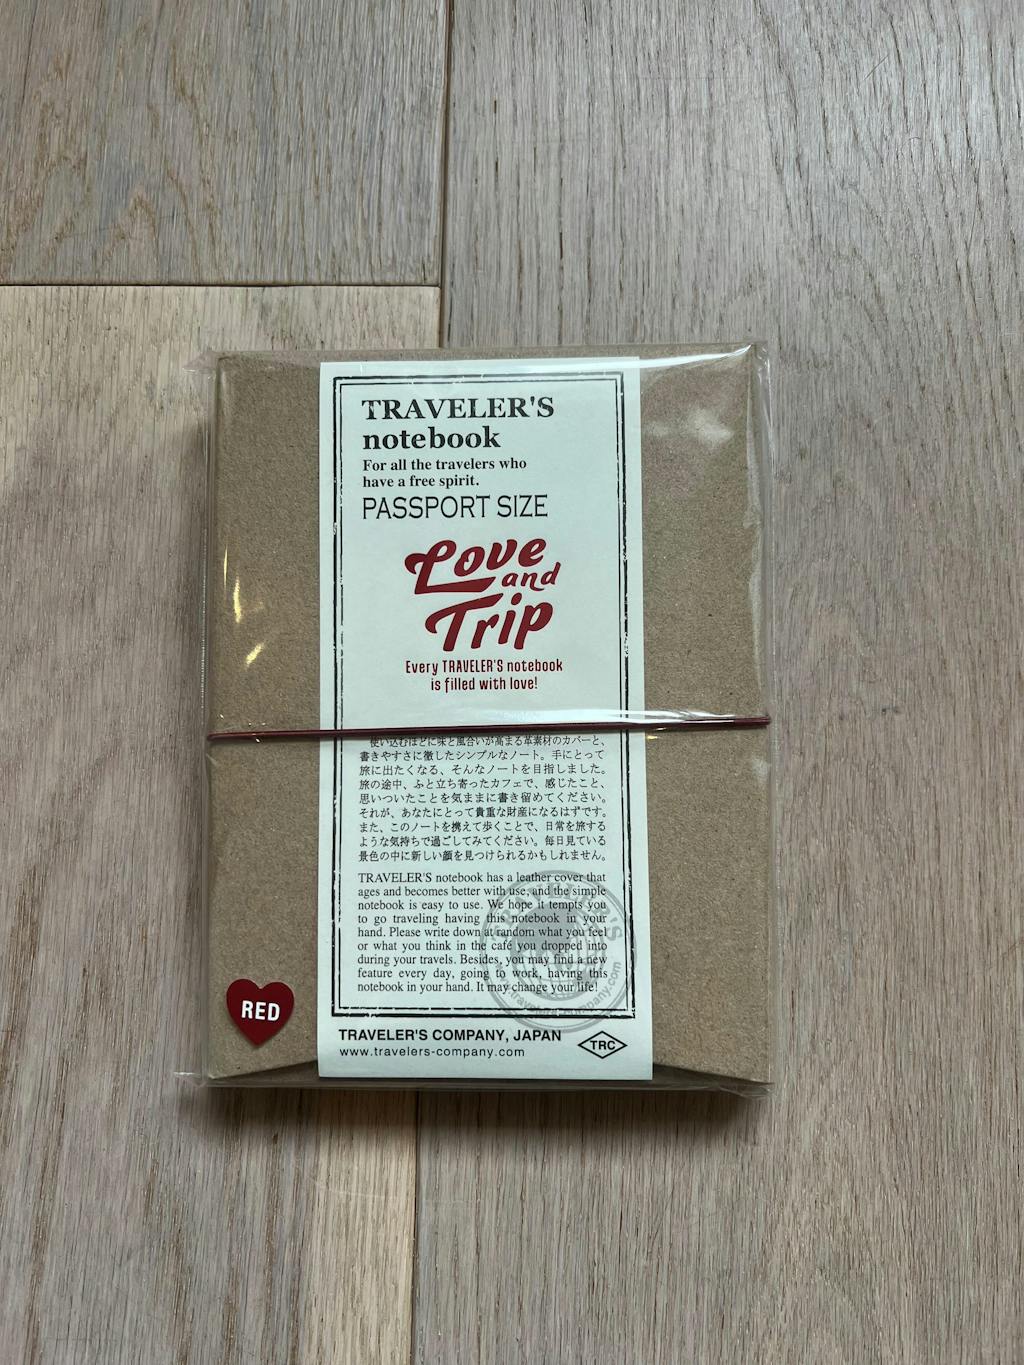 TRAVELER'S
notebook
For all the travelers who
have a free spirit.
PASSPORT SIZE
Love
and
Trip
Every TRAVELER'S notebook
is filled with love!
使い込むほどに味と風合いが高まる革素材のカバーと、
書きやすさに徹したシンプルなノート。手にとって
旅に出たくなる、そんなノートを目指しました。
旅の途中、ふと立ち寄ったカフェで、感じたこと、
思いついたことを気ままに書き留めてください。
それが、あなたにとって貴重な財産になるはずです。
また、このノートを携えて歩くことで、日常を旅する
ような気持ちで過ごしてみてください。毎日見ている
景色の中に新しい顔を見つけられるかもしれません。
TRAVELER'S notebook has a leather cover that
ages and becomes better with use, and the simple
notebook is easy to use. We hope it tempts you
to go traveling having this notebook in your
hand. Please write down at random what you feel
or what you think in the café you dropped into
during your travels. Besides, you may find a new
feature every day, going to work, having this
notebook in your hand. It may change your life!
TRAVELER'S
RED
TRAVELER'S COMPANY, JAPAN
www.travelers-company.com
TRC